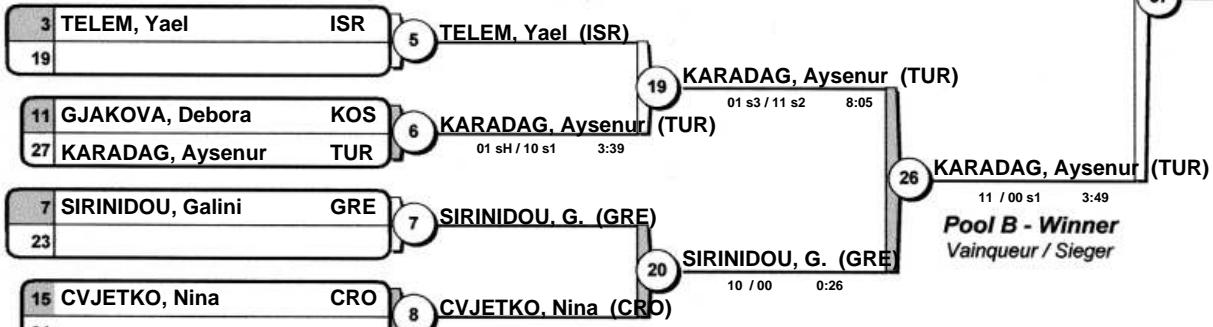 3 TELEM, Yael ISR
19
5 TELEM, Yael (ISR)
11 GJAKOVA, Debora KOS
27 KARADAG, Aysenur TUR
6 KARADAG, Aysenur (TUR)
01 sH / 10 s1 3:39
19 KARADAG, Aysenur (TUR)
01 s3 / 11 s2 8:05
7 SIRINIDOU, Galini GRE
23
7 SIRINIDOU, G. (GRE)
15 CVJETKO, Nina CRO
8 CVJETKO, Nina (CRO)
20 SIRINIDOU, G. (GRE)
10 / 00 0:26
26 KARADAG, Aysenur (TUR)
11 / 00 s1 3:49
Pool B - Winner
Vainqueur / Sieger